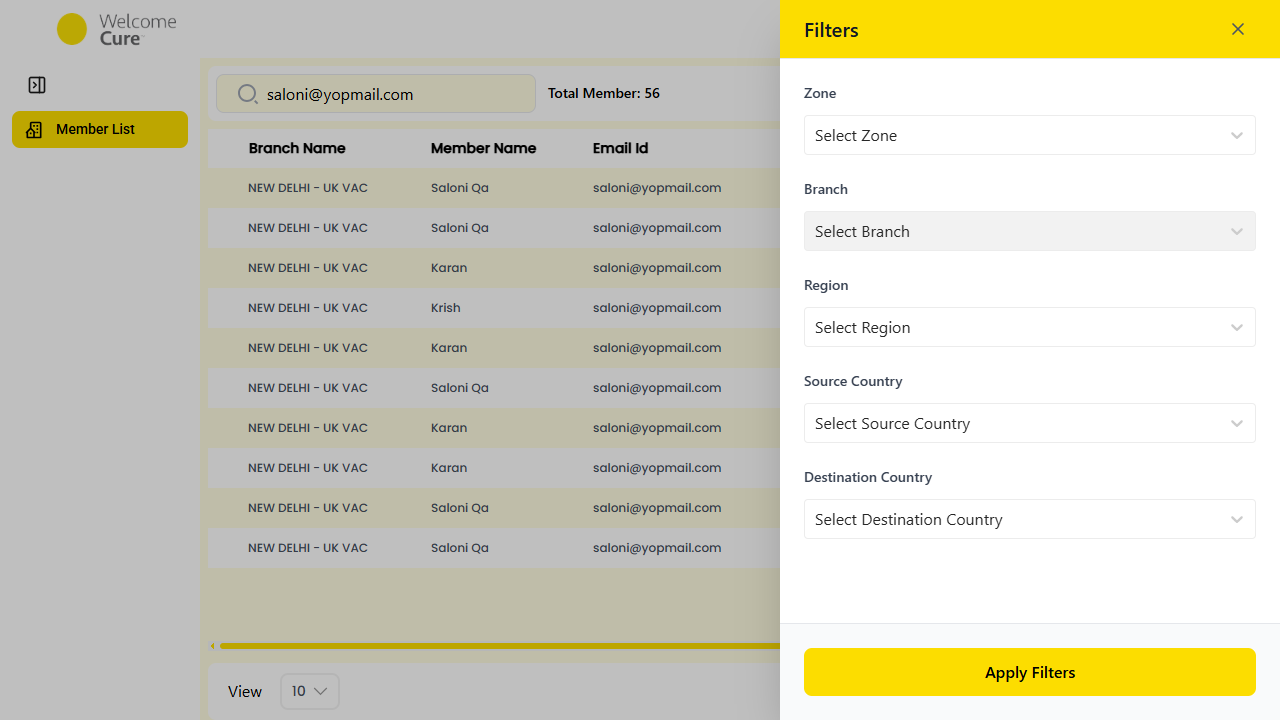 Welcome
Cure
Member List
saloni@yopmail.com
Total Member: 56
Branch Name Member Name Email Id
NEW DELHI - UK VAC Saloni Qa saloni@yopmail.com
NEW DELHI - UK VAC Saloni Qa saloni@yopmail.com
NEW DELHI - UK VAC Karan saloni@yopmail.com
NEW DELHI - UK VAC Krish saloni@yopmail.com
NEW DELHI - UK VAC Karan saloni@yopmail.com
NEW DELHI - UK VAC Saloni Qa saloni@yopmail.com
NEW DELHI - UK VAC Karan saloni@yopmail.com
NEW DELHI - UK VAC Karan saloni@yopmail.com
NEW DELHI - UK VAC Saloni Qa saloni@yopmail.com
NEW DELHI - UK VAC Saloni Qa saloni@yopmail.com
View 10
Filters
Zone
Select Zone
Branch
Select Branch
Region
Select Region
Source Country
Select Source Country
Destination Country
Select Destination Country
Apply Filters